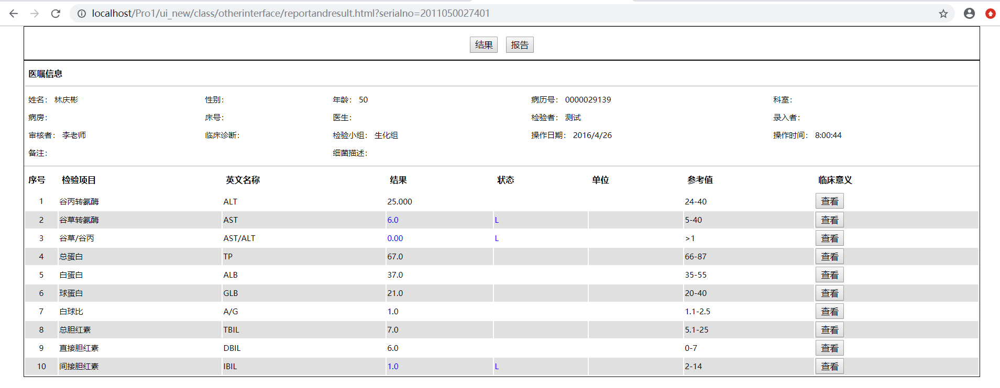 localhost/Pro1/ui_new/class/otherinterface/reportandresult.html?serialno=2011050027401
结果 报告
医嘱信息
姓名： 林庆彬 性别： 年龄： 50 病历号： 0000029139 科室：
病房： 床号： 医生： 检验者： 测试 录入者：
审核者： 李老师 临床诊断： 检验小组： 生化组 操作日期： 2016/4/26 操作时间： 8:00:44
备注： 细菌描述：
序号 检验项目 英文名称 结果 状态 单位 参考值 临床意义
1 谷丙转氨酶 ALT 25.000 24-40 查看
2 谷草转氨酶 AST 6.0 L 5-40 查看
3 谷草/谷丙 AST/ALT 0.00 L >1 查看
4 总蛋白 TP 67.0 66-87 查看
5 白蛋白 ALB 37.0 35-55 查看
6 球蛋白 GLB 21.0 20-40 查看
7 白球比 A/G 1.0 1.1-2.5 查看
8 总胆红素 TBIL 7.0 5.1-25 查看
9 直接胆红素 DBIL 6.0 0-7 查看
10 间接胆红素 IBIL 1.0 L 2-14 查看